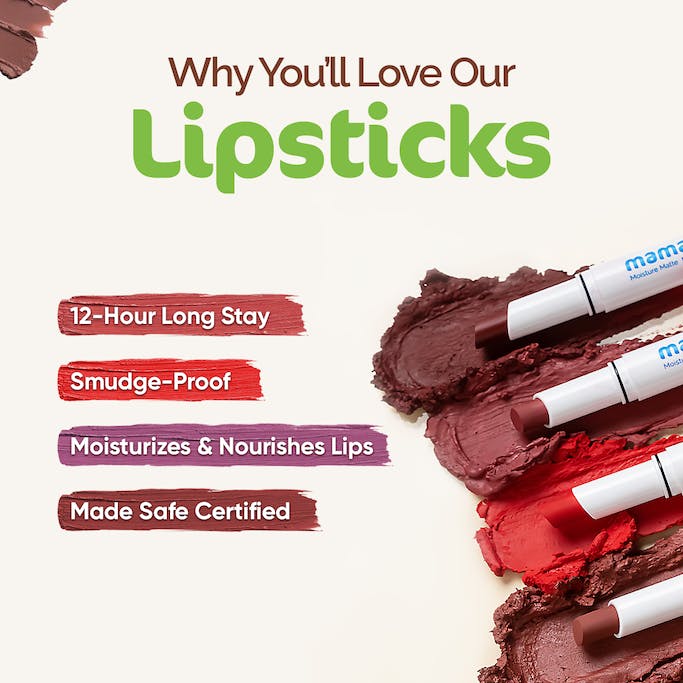 Why You'll Love Our
Lipsticks
12-Hour Long Stay
Smudge-Proof
Moisturizes & Nourishes Lips
Made Safe Certified
mama
Moisture Matte
ma